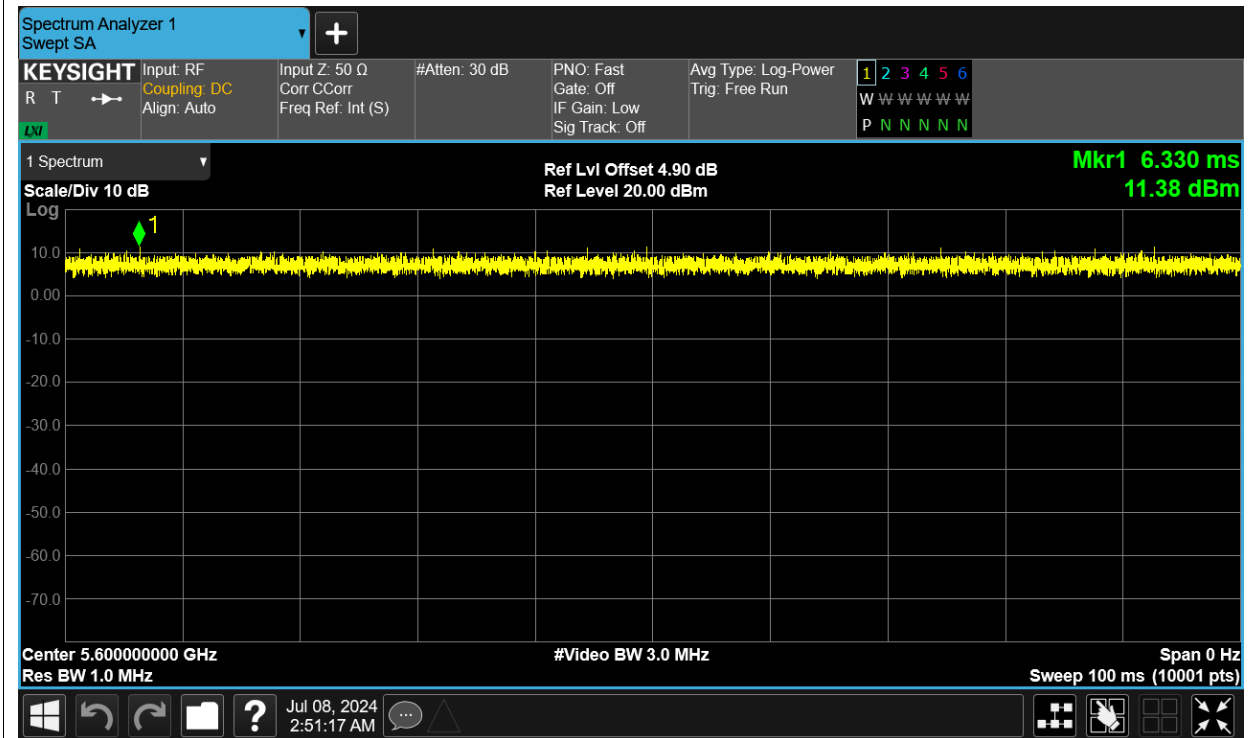 Spectrum Analyzer 1
Swept SA
KEYSIGHT
R T
LXI
Input: RF
Coupling: DC
Align: Auto
Input Z: 50 Ω
Corr CCorr
Freq Ref: Int (S)
#Atten: 30 dB
PNO: Fast
Gate: Off
IF Gain: Low
Sig Track: Off
Avg Type: Log-Power
Trig: Free Run
1 2 3 4 5 6
W W W W W W
P N N N N N
1 Spectrum
Scale/Div 10 dB
Log
Ref Lvl Offset 4.90 dB
Ref Level 20.00 dBm
Mkr1 6.330 ms
11.38 dBm
1
10.0
0.00
-10.0
-20.0
-30.0
-40.0
-50.0
-60.0
-70.0
Center 5.600000000 GHz
Res BW 1.0 MHz
#Video BW 3.0 MHz
Span 0 Hz
Sweep 100 ms (10001 pts)
?
Jul 08, 2024
2:51:17 AM